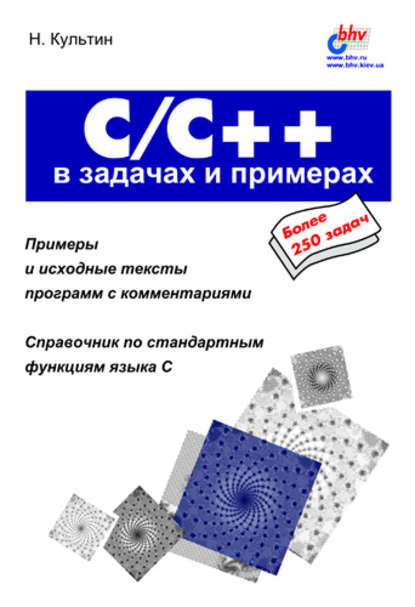 Н. Культин
bhv
www.bhv.ru
www.bhv.kiev.ua
C/C++
в задачах и примерах
Более
250 задач
Примеры
и исходные тексты
программ с комментариями
Справочник по стандартным
функциям языка С